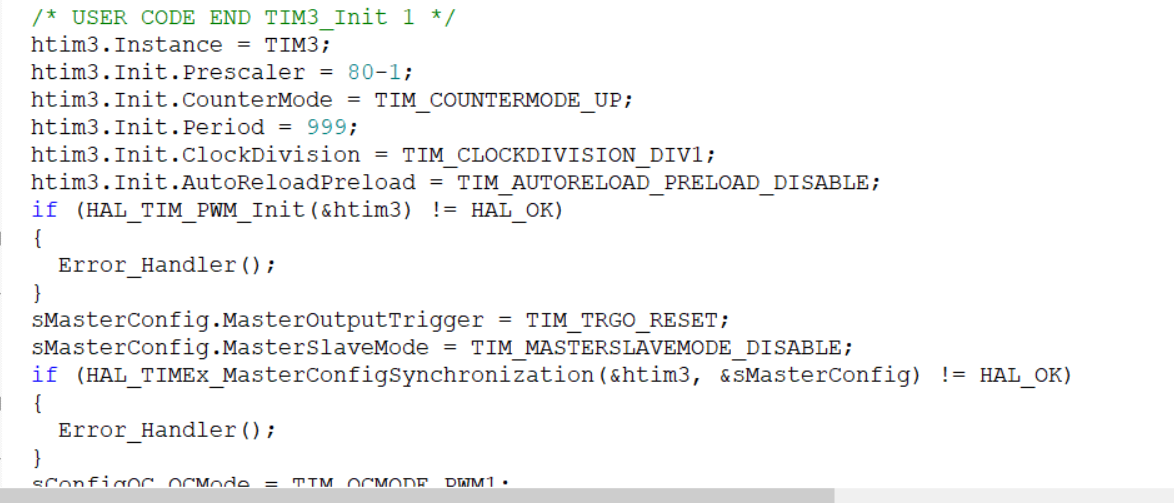 /* USER CODE END TIM3_Init 1 */
htim3.Instance = TIM3;
htim3.Init.Prescaler = 80-1;
htim3.Init.CounterMode = TIM_COUNTERMODE_UP;
htim3.Init.Period = 999;
htim3.Init.ClockDivision = TIM_CLOCKDIVISION_DIV1;
htim3.Init.AutoReloadPreload = TIM_AUTORELOAD_PRELOAD_DISABLE;
if (HAL_TIM_PWM_Init(&htim3) != HAL_OK)
{
  Error_Handler();
}
sMasterConfig.MasterOutputTrigger = TIM_TRGO_RESET;
sMasterConfig.MasterSlaveMode = TIM_MASTERSLAVEMODE_DISABLE;
if (HAL_TIMEx_MasterConfigSynchronization(&htim3, &sMasterConfig) != HAL_OK)
{
  Error_Handler();
}
sConfigOC.OCMode = TIM_OCMODE_PWM1;